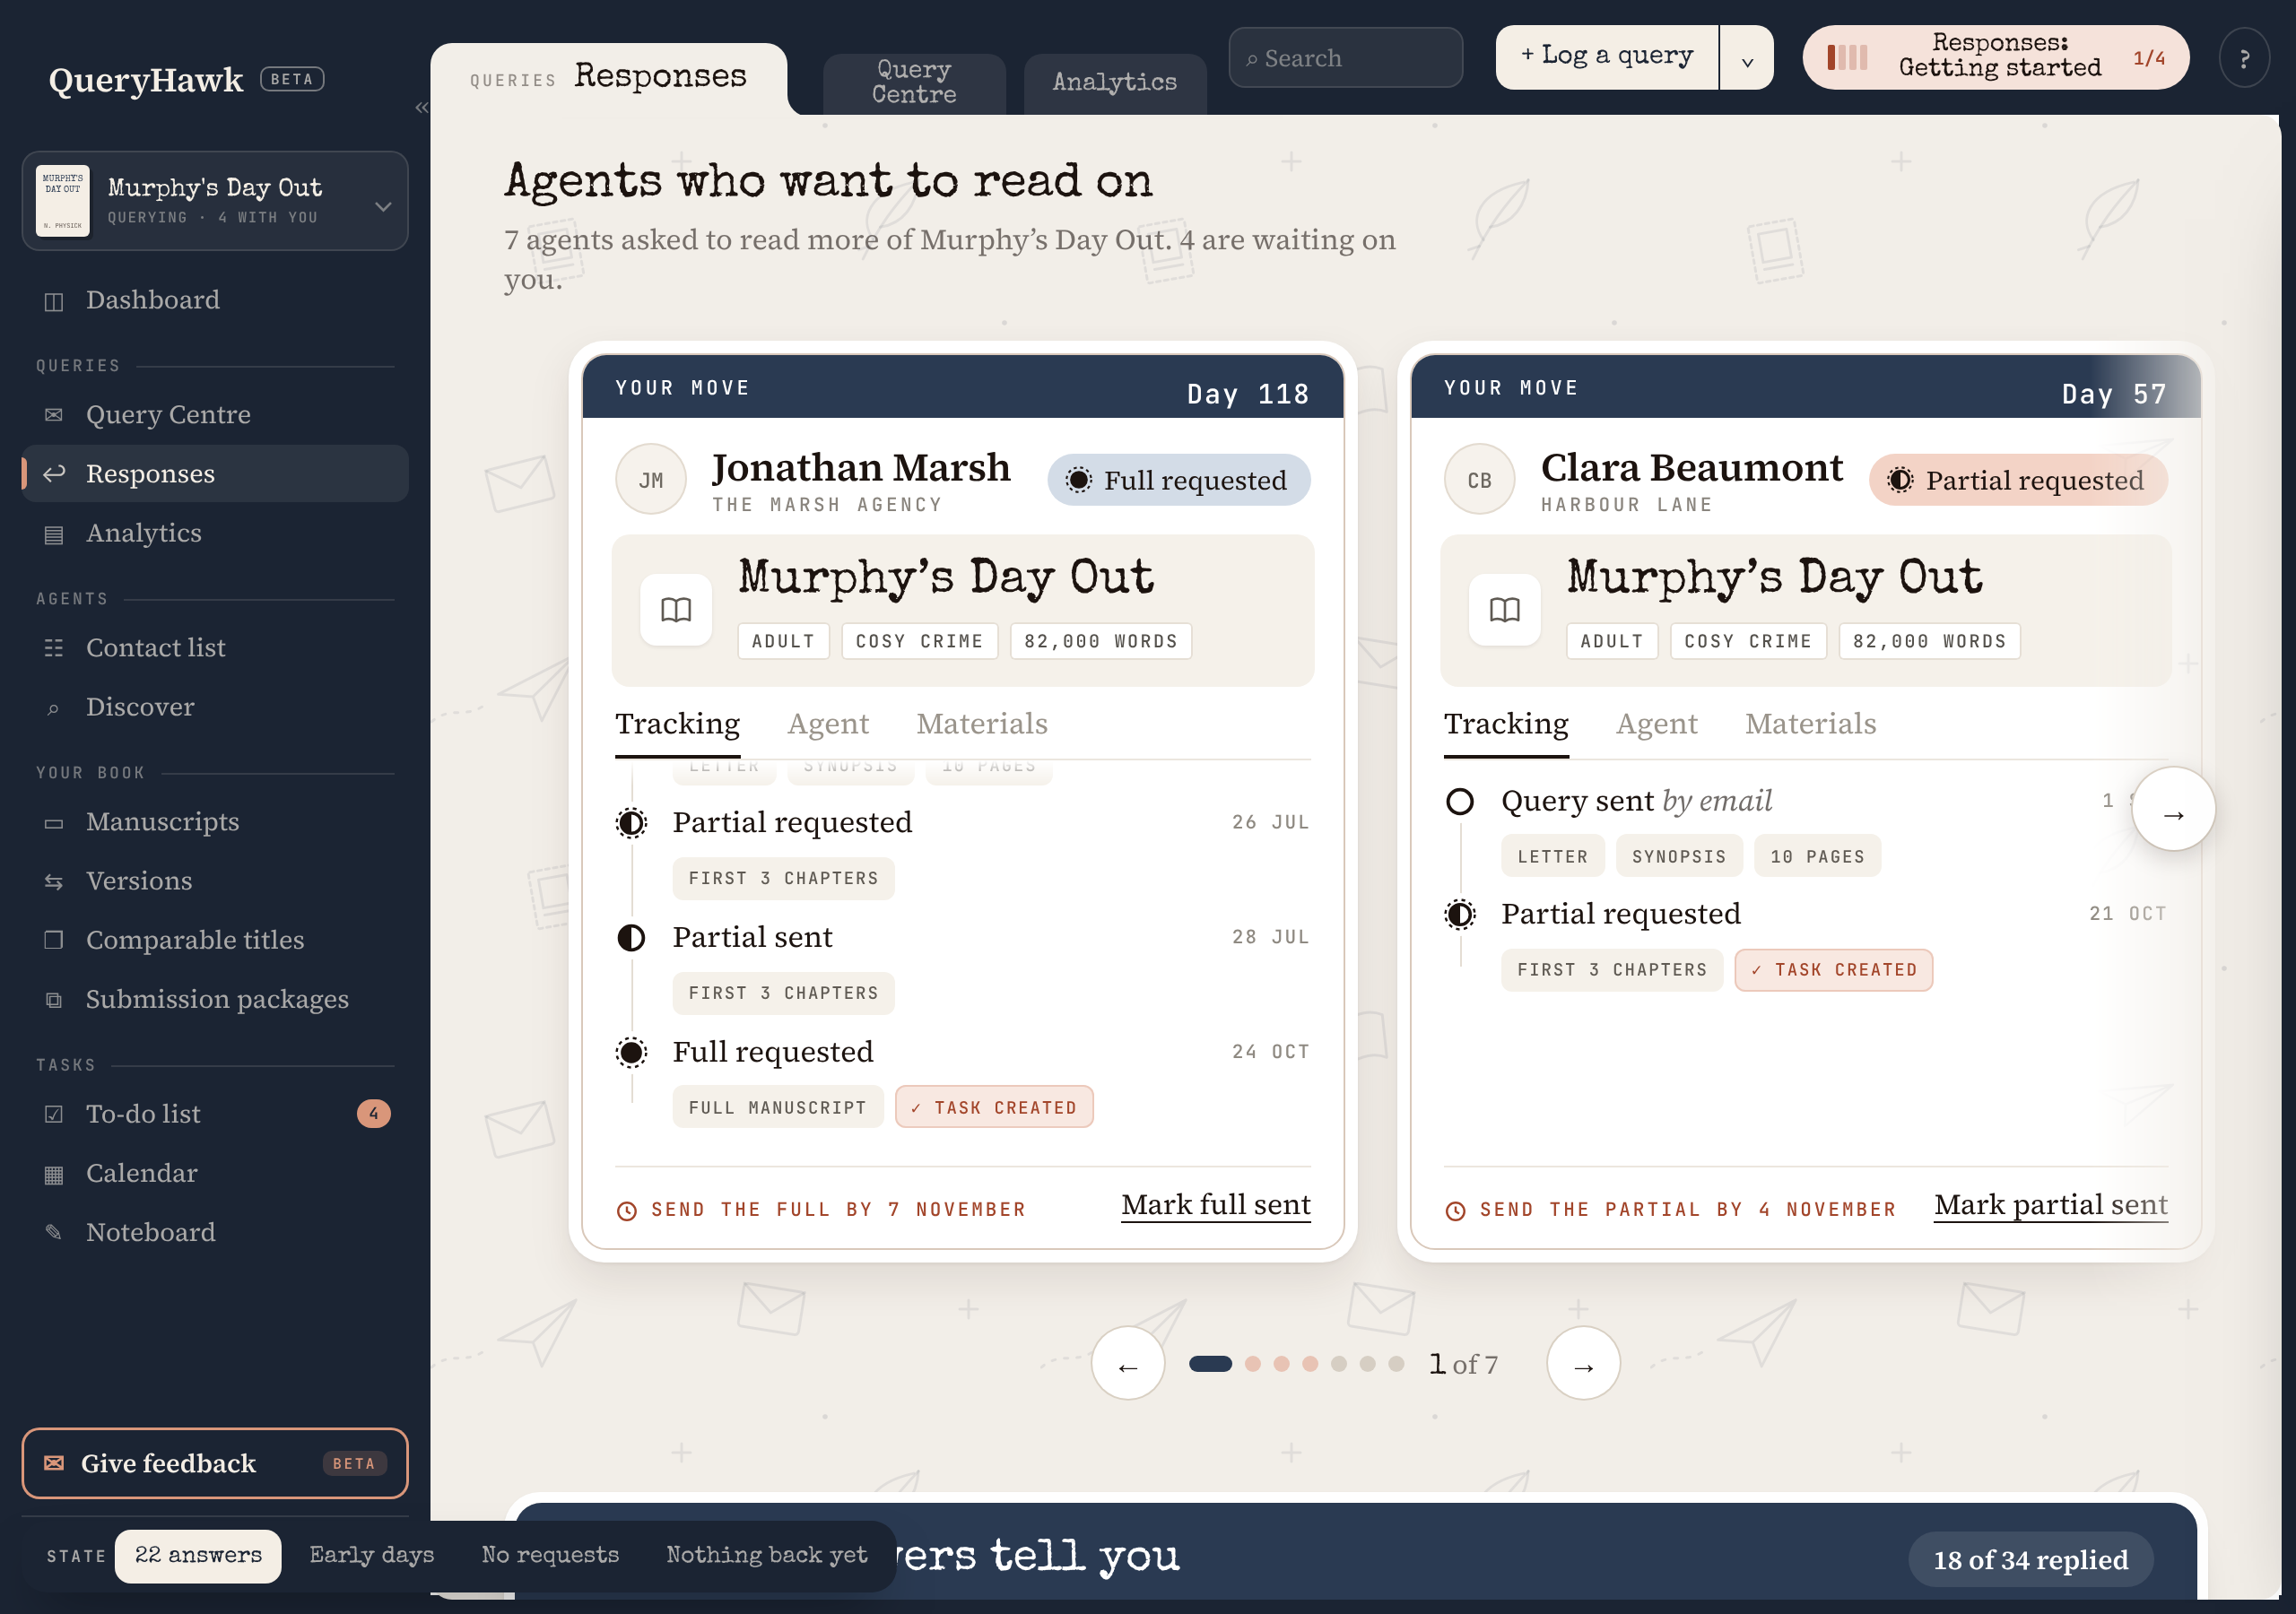 QueryHawk BETA
«
MURPHY'S
DAY OUT
N. PHYSICK
Murphy's Day Out
QUERYING · 4 WITH YOU
Dashboard
QUERIES
Query Centre
Responses
Analytics
AGENTS
Contact list
Discover
YOUR BOOK
Manuscripts
Versions
Comparable titles
Submission packages
TASKS
To-do list 4
Calendar
Noteboard
Give feedback BETA
STATE 22 answers Early days No requests Nothing back yet
QUERIES Responses
Query
Centre
Analytics
Search
+ Log a query
Responses:
Getting started
1/4
?
Agents who want to read on
7 agents asked to read more of Murphy’s Day Out. 4 are waiting on
you.
YOUR MOVE Day 118
JM
Jonathan Marsh
THE MARSH AGENCY
Full requested
Murphy’s Day Out
ADULT COSY CRIME 82,000 WORDS
Tracking Agent Materials
LETTER SYNOPSIS 10 PAGES
Partial requested 26 JUL
FIRST 3 CHAPTERS
Partial sent 28 JUL
FIRST 3 CHAPTERS
Full requested 24 OCT
FULL MANUSCRIPT ✓ TASK CREATED
SEND THE FULL BY 7 NOVEMBER Mark full sent
YOUR MOVE Day 57
CB
Clara Beaumont
HARBOUR LANE
Partial requested
Murphy’s Day Out
ADULT COSY CRIME 82,000 WORDS
Tracking Agent Materials
Query sent by email 1
LETTER SYNOPSIS 10 PAGES
Partial requested 21 OCT
FIRST 3 CHAPTERS ✓ TASK CREATED
SEND THE PARTIAL BY 4 NOVEMBER Mark partial sent
→
← 1 of 7 →
tell you
18 of 34 replied